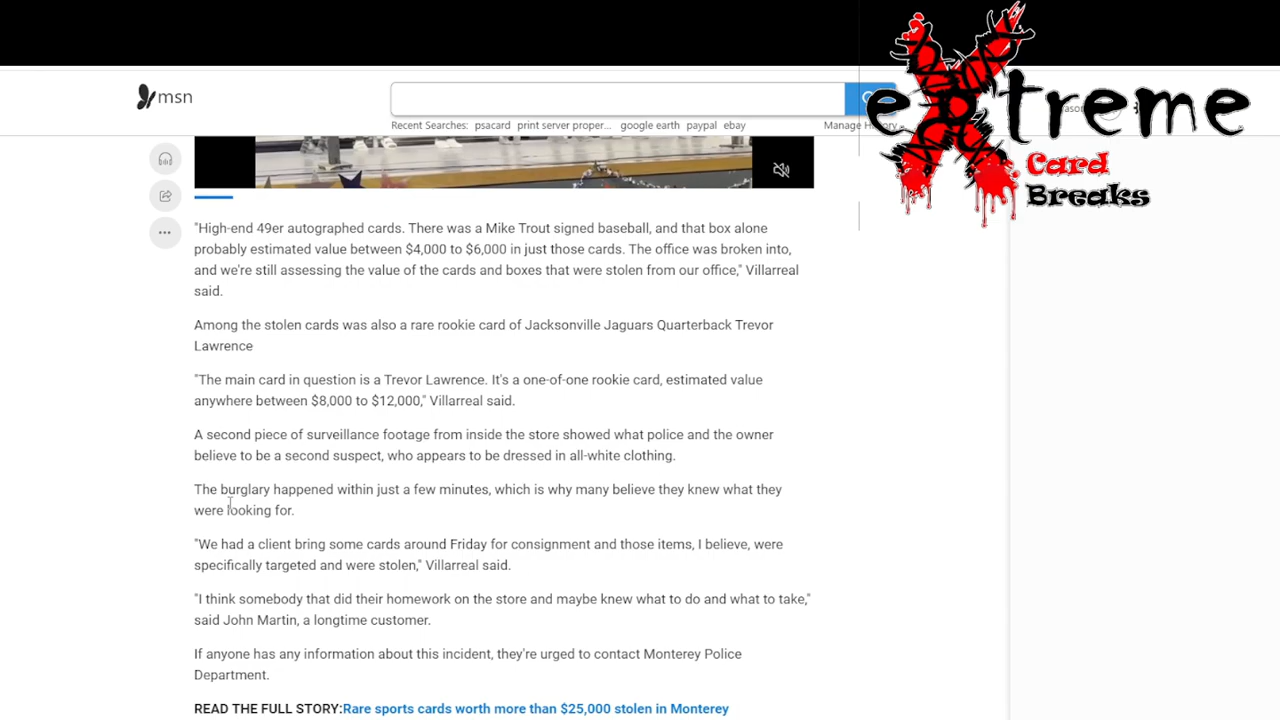 msn
Recent Searches: psacard print server proper... google earth paypal ebay Manage History
extreme
Card
Breaks
"High-end 49er autographed cards. There was a Mike Trout signed baseball, and that box alone
probably estimated value between $4,000 to $6,000 in just those cards. The office was broken into,
and we're still assessing the value of the cards and boxes that were stolen from our office," Villarreal
said.
Among the stolen cards was also a rare rookie card of Jacksonville Jaguars Quarterback Trevor
Lawrence
"The main card in question is a Trevor Lawrence. It's a one-of-one rookie card, estimated value
anywhere between $8,000 to $12,000," Villarreal said.
A second piece of surveillance footage from inside the store showed what police and the owner
believe to be a second suspect, who appears to be dressed in all-white clothing.
The burglary happened within just a few minutes, which is why many believe they knew what they
were looking for.
"We had a client bring some cards around Friday for consignment and those items, I believe, were
specifically targeted and were stolen," Villarreal said.
"I think somebody that did their homework on the store and maybe knew what to do and what to take,"
said John Martin, a longtime customer.
If anyone has any information about this incident, they're urged to contact Monterey Police
Department.
READ THE FULL STORY:Rare sports cards worth more than $25,000 stolen in Monterey